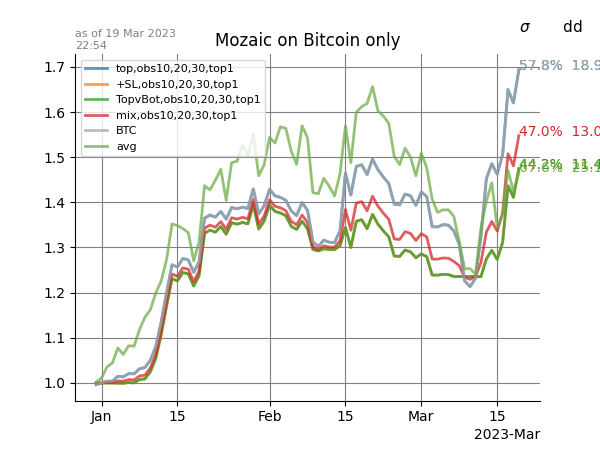 as of 19 Mar 2023
22:54
Mozaic on Bitcoin only
σ dd
top,obs10,20,30,top1
+SL,obs10,20,30,top1
TopvBot,obs10,20,30,top1
mix,obs10,20,30,top1
BTC
avg
57.8% 18.9
47.0% 13.0
44.2% 11.4
1.7
1.6
1.5
1.4
1.3
1.2
1.1
1.0
Jan 15 Feb 15 Mar 15
2023-Mar